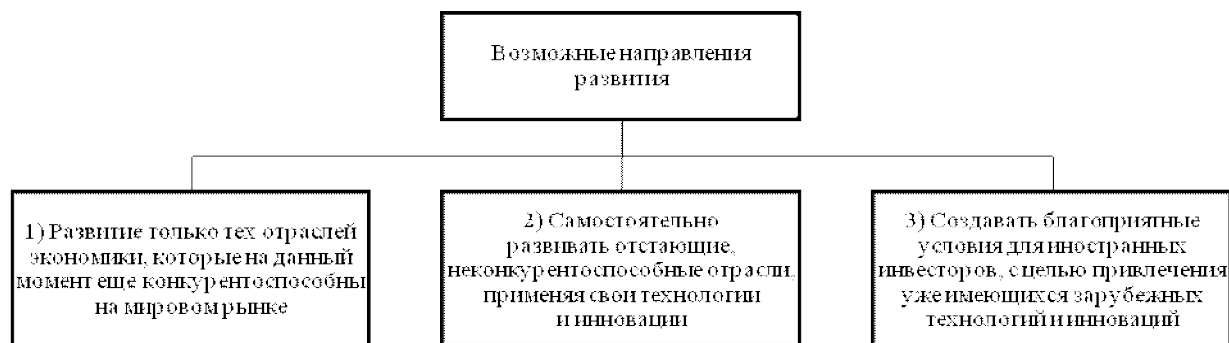 Возможные направления
развития
1) Развитие только тех отраслей
экономики, которые на данный
момент еще конкурентоспособны
на мировом рынке
2) Самостоятельно
развивать отстающие,
неконкурентоспособные отрасли,
применяя свои технологии
и инновации
3) Создавать благоприятные
условия для иностранных
инвесторов, с целью привлечения
уже имеющихся зарубежных
технологий и инноваций